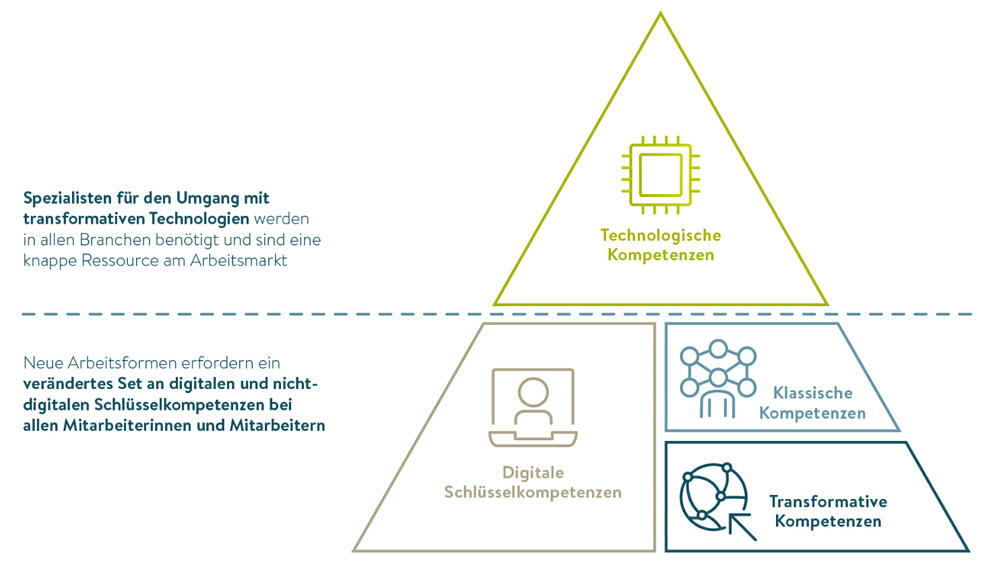 Spezialisten für den Umgang mit
transformativen Technologien werden
in allen Branchen benötigt und sind eine
knappe Ressource am Arbeitsmarkt
Technologische
Kompetenzen
Neue Arbeitsformen erfordern ein
verändertes Set an digitalen und nicht-
digitalen Schlüsselkompetenzen bei
allen Mitarbeiterinnen und Mitarbeitern
Digitale
Schlüsselkompetenzen
Klassische
Kompetenzen
Transformative
Kompetenzen